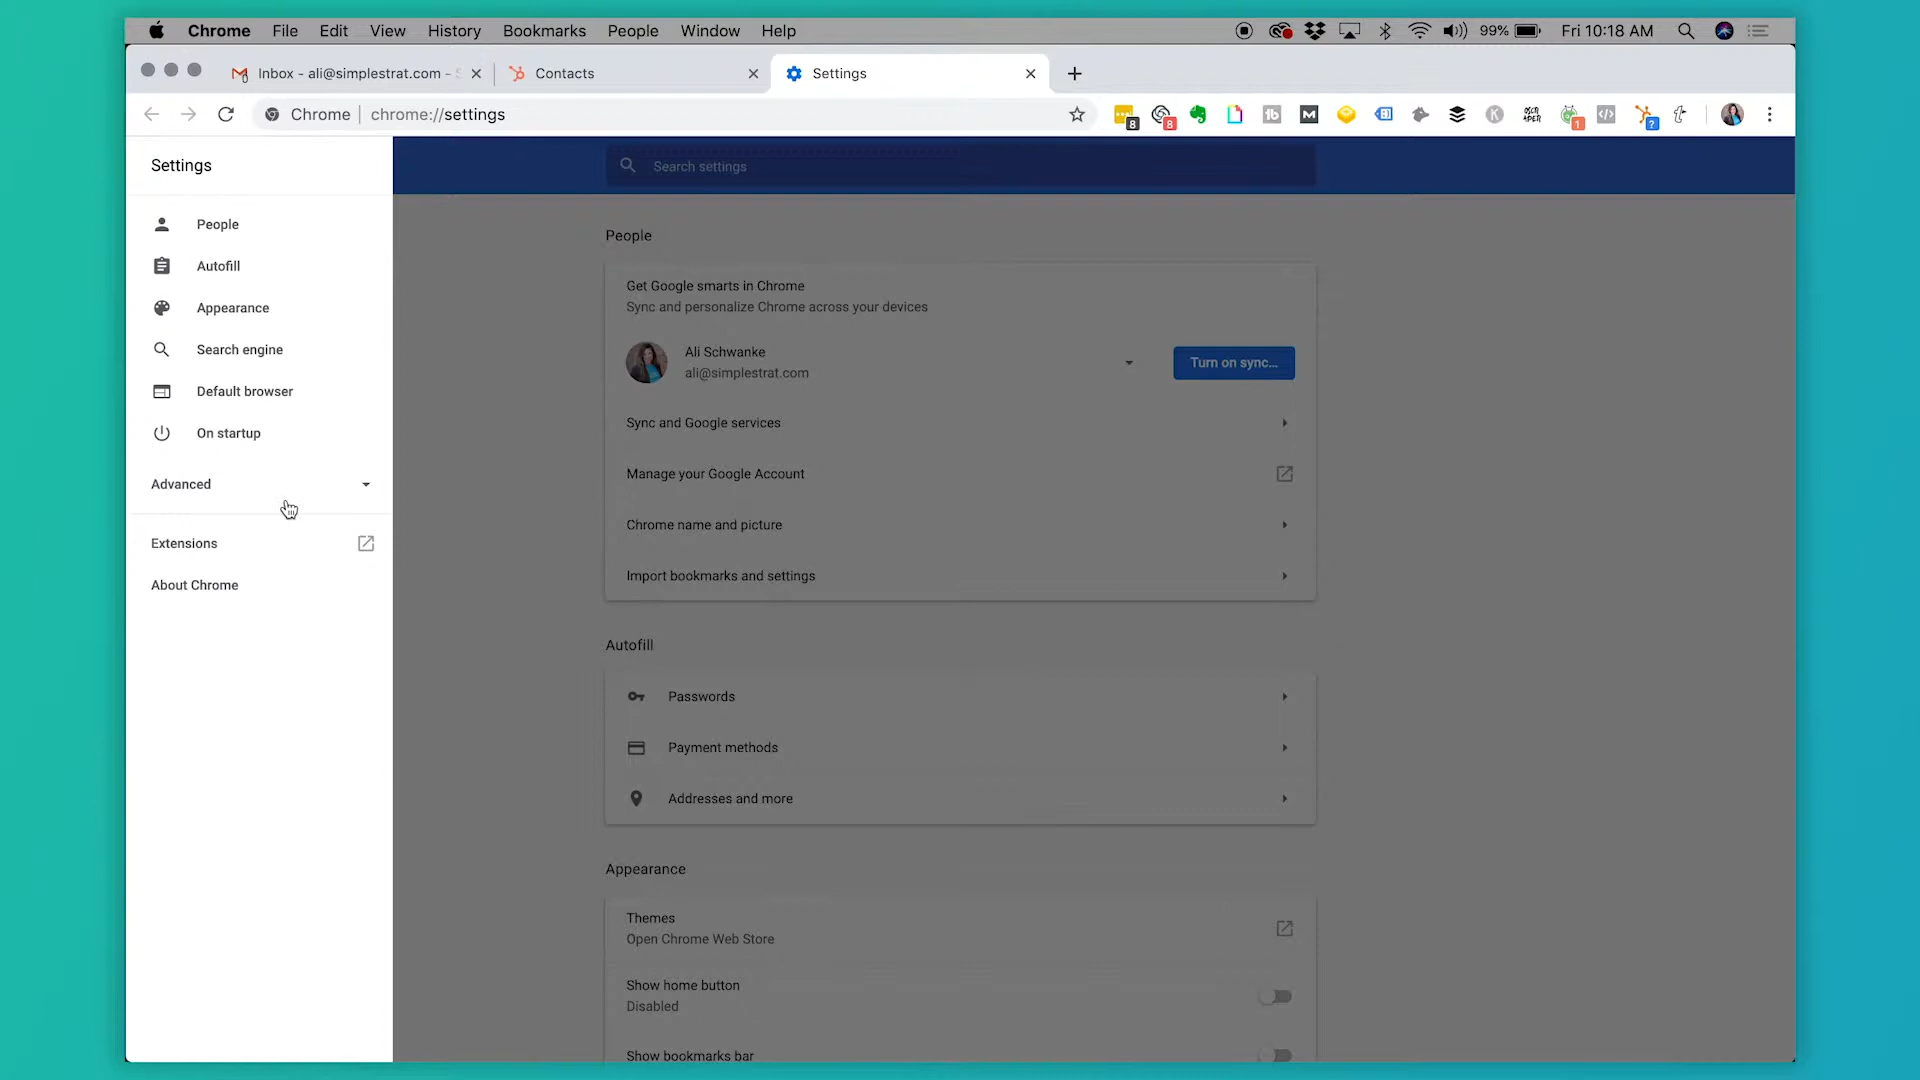 Chrome File Edit View History Bookmarks People Window Help 99% Fri 10:18 AM
Inbox - ali@simplestrat.com - Contacts Settings
Chrome | chrome://settings 8 8 1 ?
Settings
Search settings
People
Autofill
Appearance
Search engine
Default browser
On startup
Advanced
Extensions
About Chrome
People
Get Google smarts in Chrome
Sync and personalize Chrome across your devices
Ali Schwanke
ali@simplestrat.com
Turn on sync...
Sync and Google services
Manage your Google Account
Chrome name and picture
Import bookmarks and settings
Autofill
Passwords
Payment methods
Addresses and more
Appearance
Themes
Open Chrome Web Store
Show home button
Disabled
Show bookmarks bar